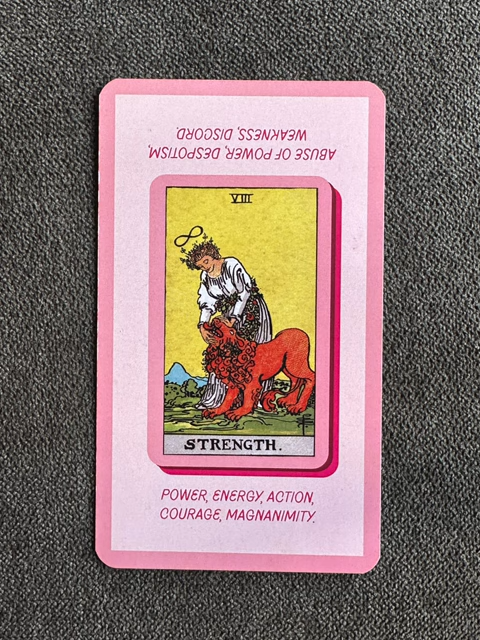 ABUSE OF POWER, DESPOTISM,
WEAKNESS, DISCORD.
VIII
STRENGTH.
POWER, ENERGY, ACTION,
COURAGE, MAGNANIMITY.